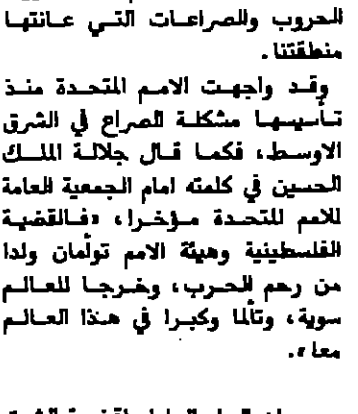 للحروب وللصراعات التي عانتها
منطقتنا.
وقد واجهت الامم المتحدة منذ
تأسيسها مشكلة الصراع في الشرق
الاوسط، فكما قال جلالة الملك
الحسين في كلمته امام الجمعية العامة
للامم المتحدة مؤخرا، «فالقضية
الفلسطينية وهيئة الامم توأمان ولدا
من رحم الحرب، وخرجا للعالم
سوية، وتألما وكبرا في هذا العالم
معا».